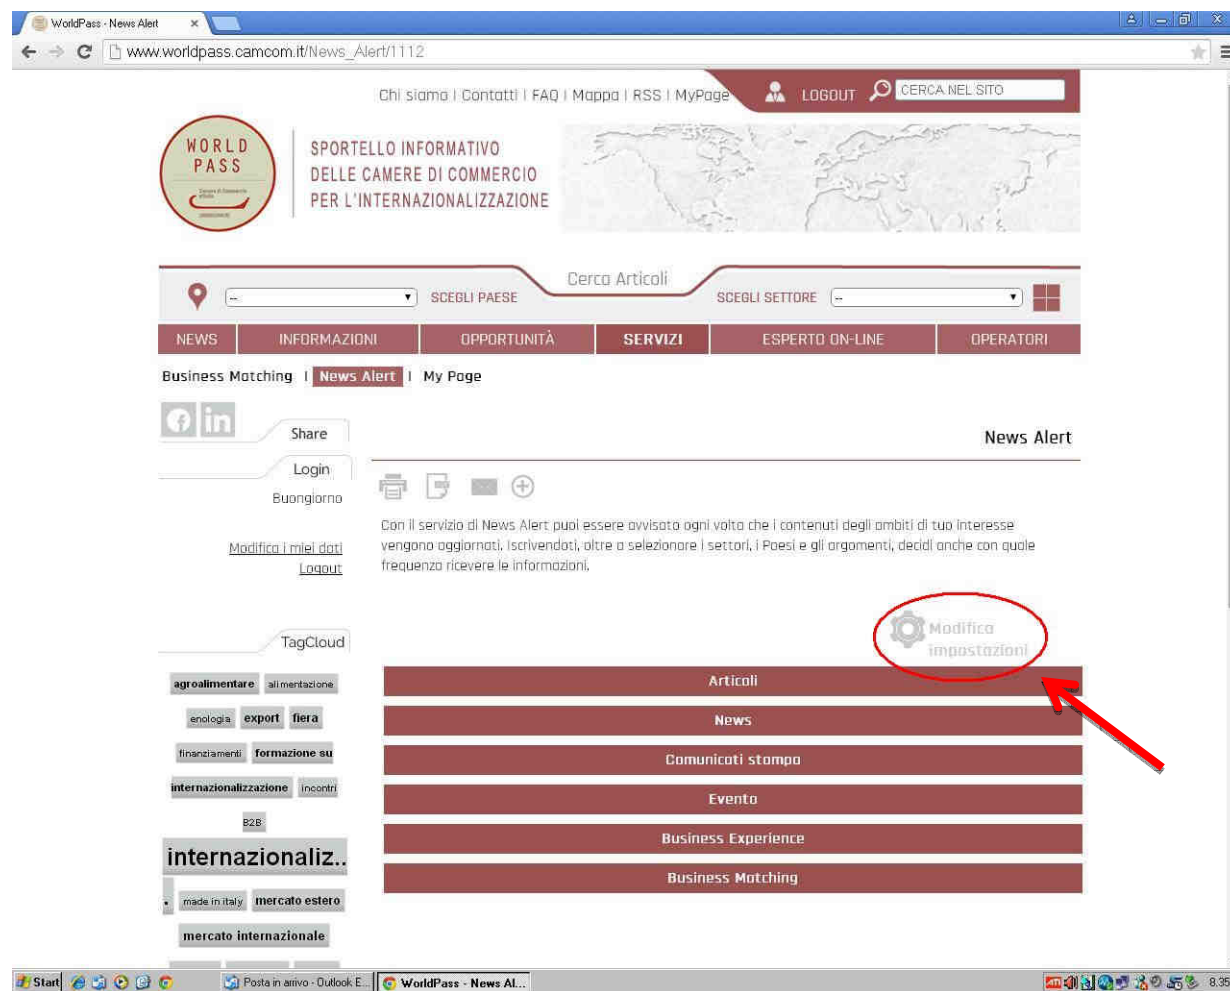 WorldPass - News Alert
www.worldpass.camcom.it/News_Alert/1112
Chi siamo | Contatti | FAQ | Mappa | RSS | MyPage
LOGOUT
CERCA NEL SITO
WORLD
PASS
SPORTELLO INFORMATIVO
DELLE CAMERE DI COMMERCIO
PER L'INTERNAZIONALIZZAZIONE
Cerca Articoli
--
SCEGLI PAESE
SCEGLI SETTORE
--
NEWS
INFORMAZIONI
OPPORTUNITÀ
SERVIZI
ESPERTO ON-LINE
OPERATORI
Business Matching | News Alert | My Page
Share
News Alert
Login
Buongiorno
Modifica i miei dati
Logout
Con il servizio di News Alert puoi essere avvisato ogni volta che i contenuti degli ambiti di tuo interesse
vengono aggiornati. Iscrivendoti, oltre a selezionare i settori, i Paesi e gli argomenti, decidi anche con quale
frequenza ricevere le informazioni.
Modifica
impostazioni
TagCloud
agroalimentare alimentazione
enologia export fiera
finanziamenti formazione su
internazionalizzazione incontri
B2B
internazionaliz..
. made in italy mercato estero
mercato internazionale
Articoli
News
Comunicati stampa
Evento
Business Experience
Business Matching
Start
Posta in arrivo - Outlook E...
WorldPass - News Al...
8.35